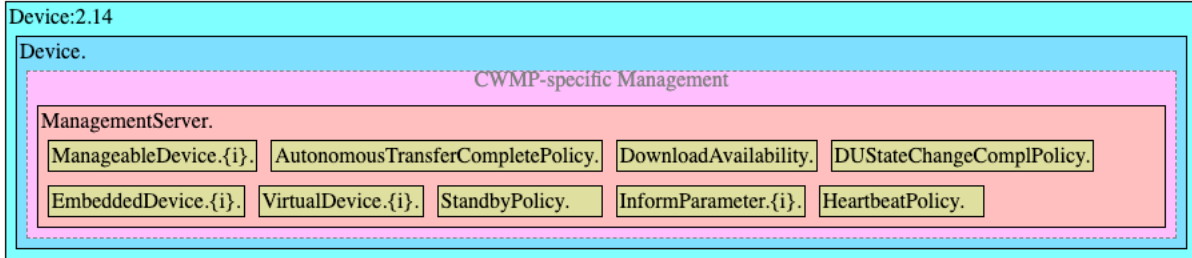 Device:2.14
Device.
CWMP-specific Management
ManagementServer.
ManageableDevice.{i}. AutonomousTransferCompletePolicy. DownloadAvailability. DUStateChangeComplPolicy.
EmbeddedDevice.{i}. VirtualDevice.{i}. StandbyPolicy. InformParameter.{i}. HeartbeatPolicy.